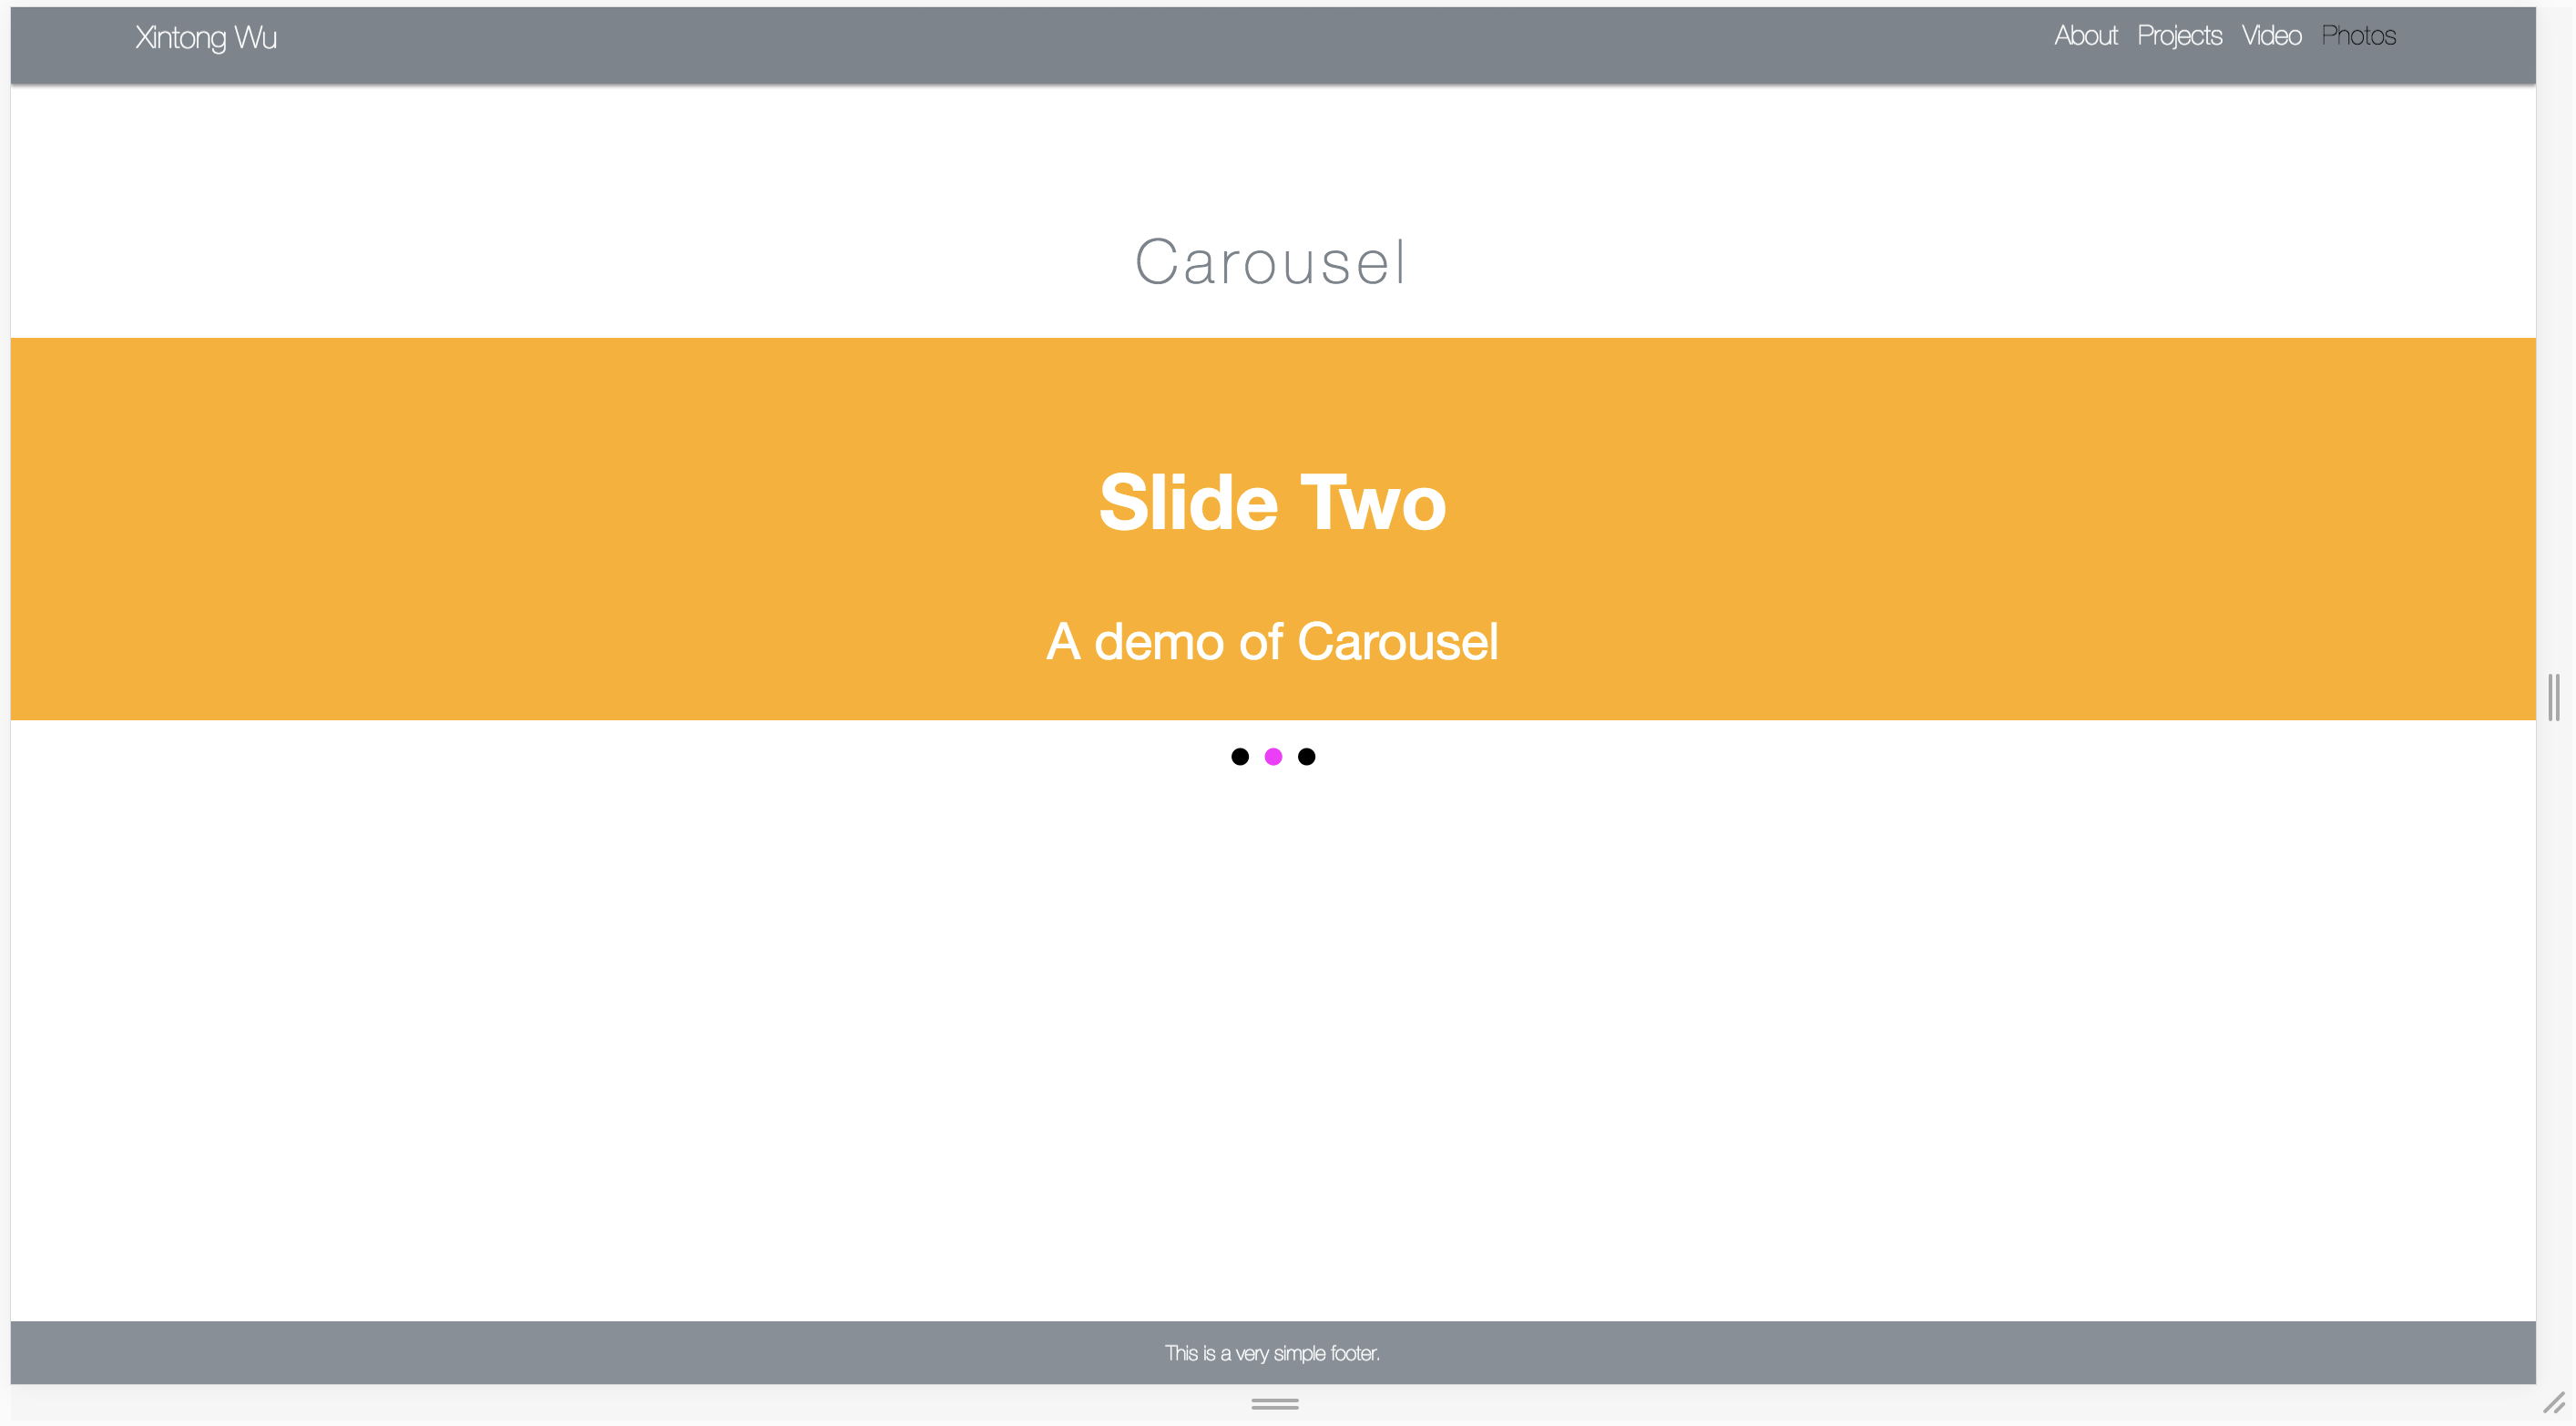 Xintong Wu
About Projects Video Photos
Carousel
Slide Two
A demo of Carousel
This is a very simple footer.